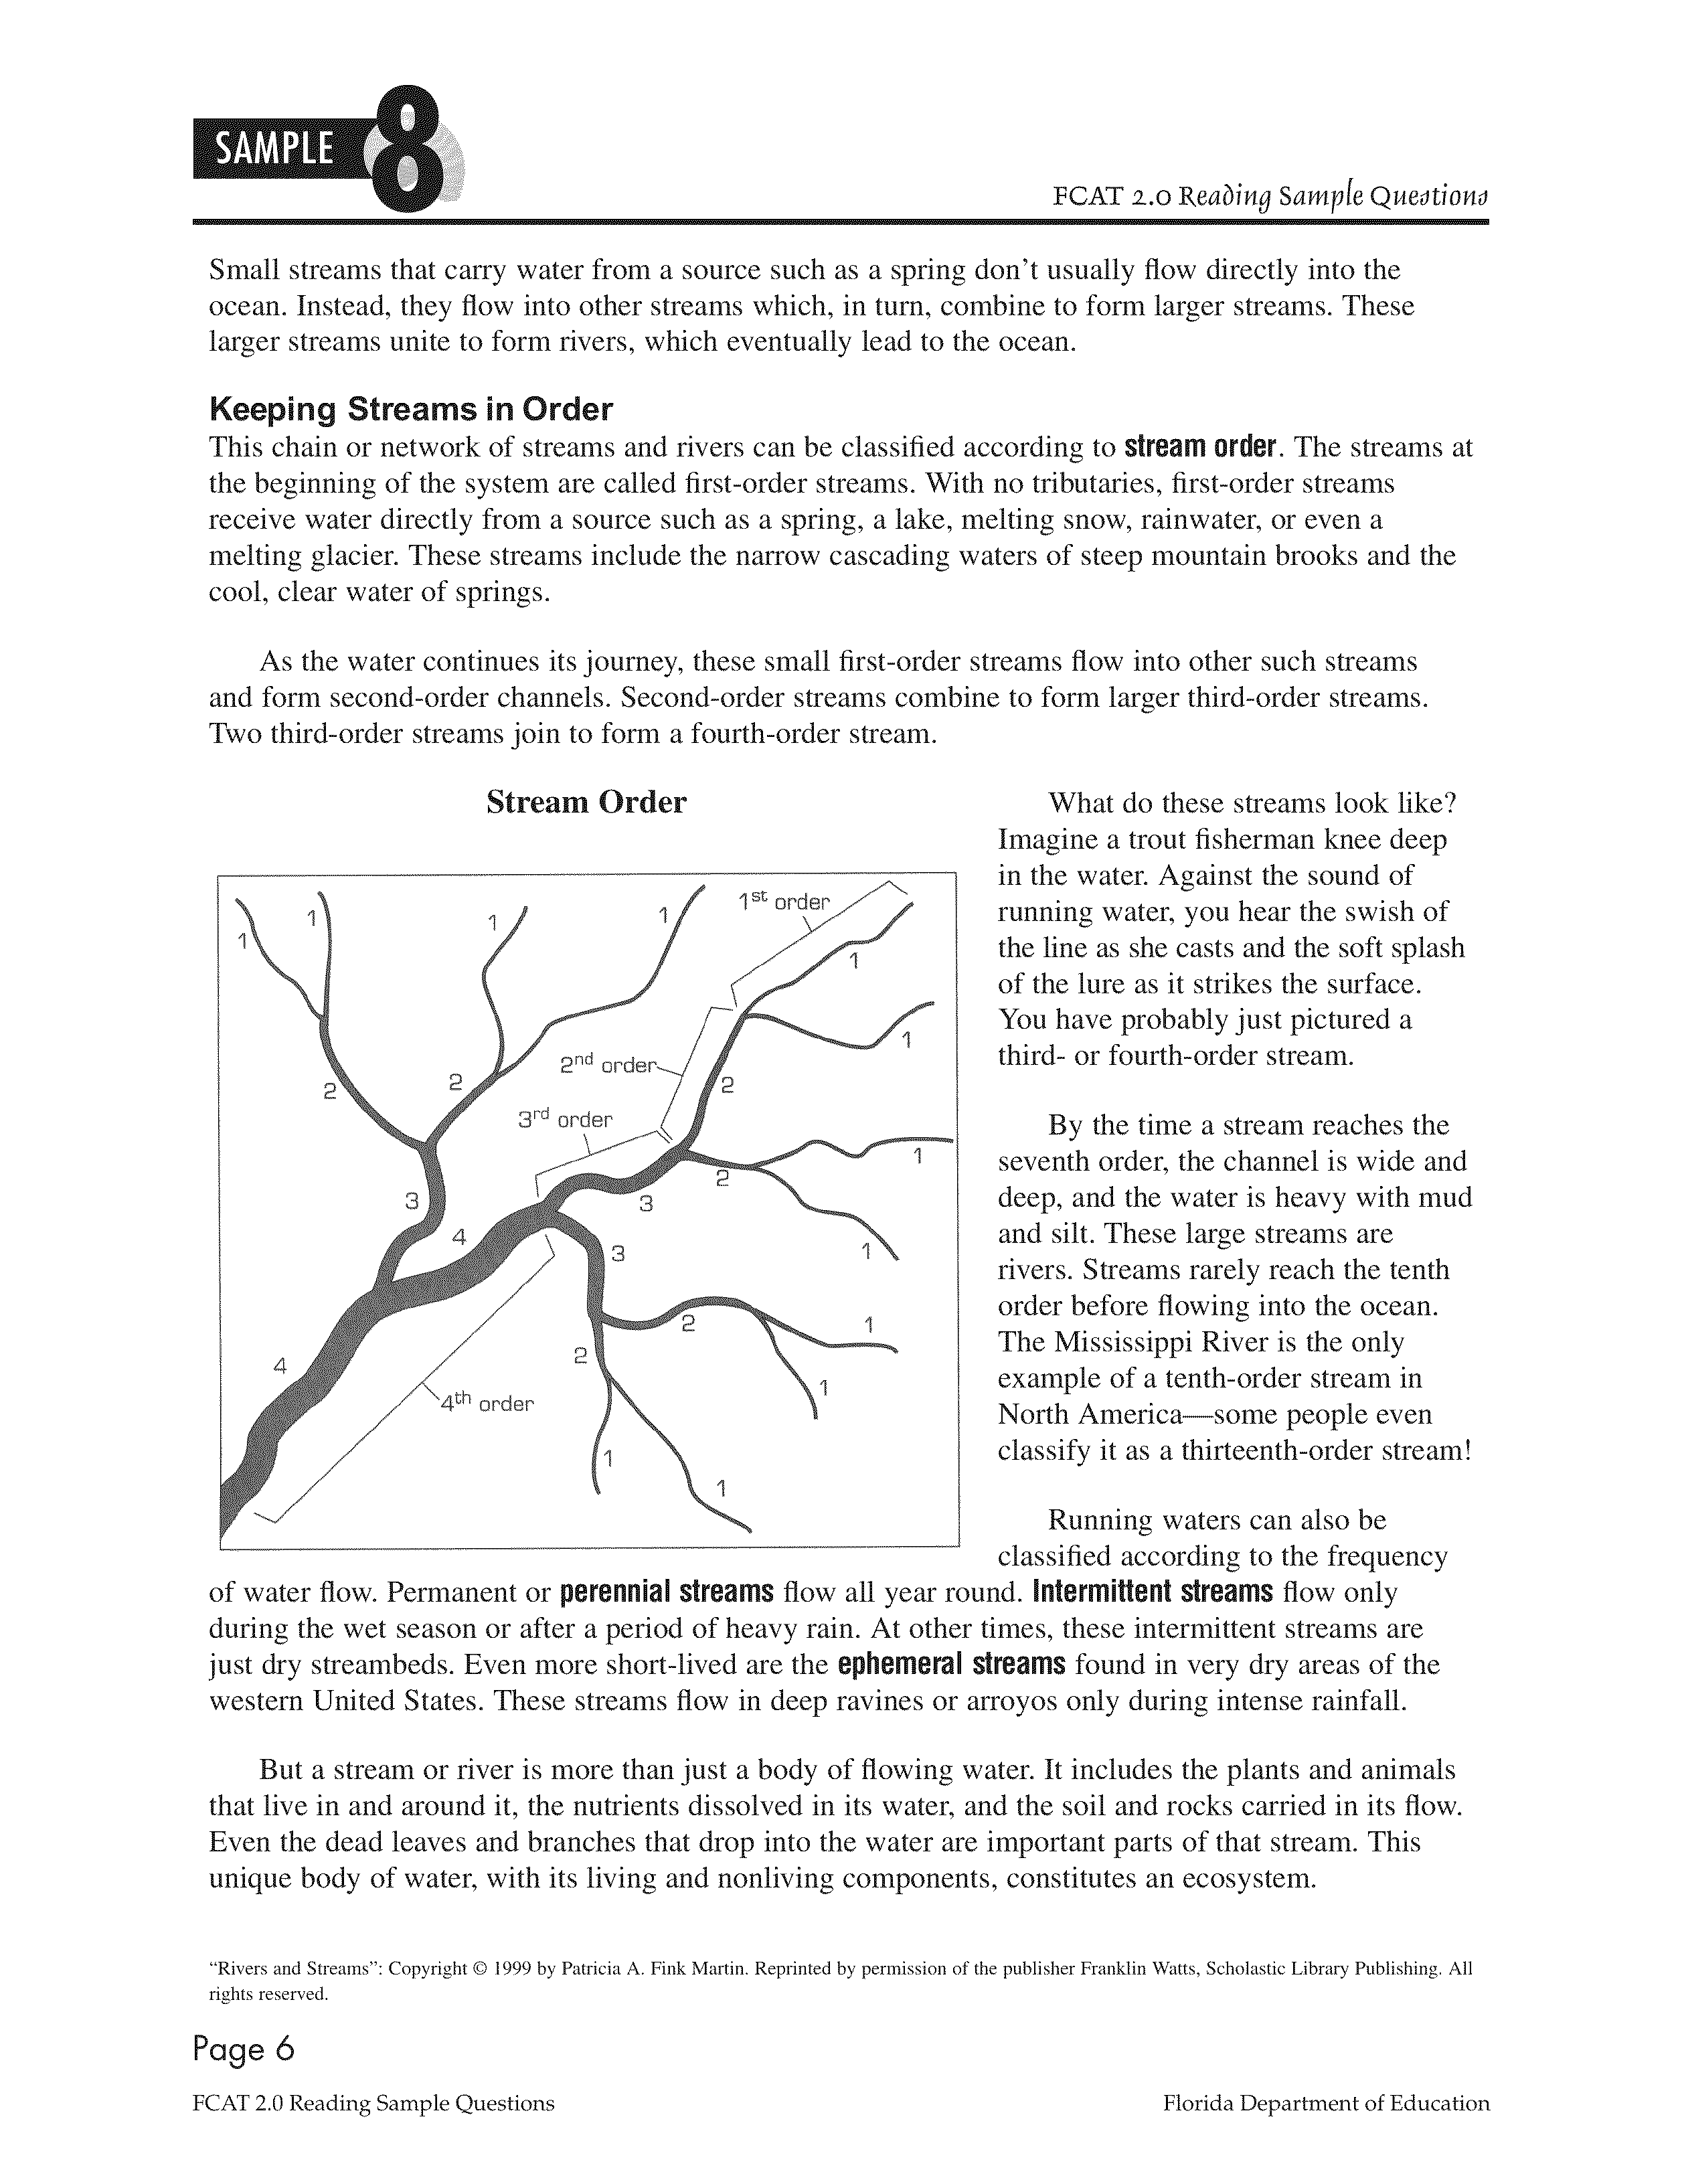 SAMPLE 8
FCAT 2.0 Reading Sample Questions
Small streams that carry water from a source such as a spring don't usually flow directly into the
ocean. Instead, they flow into other streams which, in turn, combine to form larger streams. These
larger streams unite to form rivers, which eventually lead to the ocean.
Keeping Streams in Order
This chain or network of streams and rivers can be classified according to stream order. The streams at
the beginning of the system are called first-order streams. With no tributaries, first-order streams
receive water directly from a source such as a spring, a lake, melting snow, rainwater, or even a
melting glacier. These streams include the narrow cascading waters of steep mountain brooks and the
cool, clear water of springs.
As the water continues its journey, these small first-order streams flow into other such streams
and form second-order channels. Second-order streams combine to form larger third-order streams.
Two third-order streams join to form a fourth-order stream.
Stream Order
1
1
1
1
1st order
1
1
2nd order
2
2
2
3rd order
1
2
3
3
4
1
3
2
1
2
4
1
4th order
1
1
What do these streams look like?
Imagine a trout fisherman knee deep
in the water. Against the sound of
running water, you hear the swish of
the line as she casts and the soft splash
of the lure as it strikes the surface.
You have probably just pictured a
third- or fourth-order stream.
By the time a stream reaches the
seventh order, the channel is wide and
deep, and the water is heavy with mud
and silt. These large streams are
rivers. Streams rarely reach the tenth
order before flowing into the ocean.
The Mississippi River is the only
example of a tenth-order stream in
North America—some people even
classify it as a thirteenth-order stream!
Running waters can also be
classified according to the frequency
of water flow. Permanent or perennial streams flow all year round. Intermittent streams flow only
during the wet season or after a period of heavy rain. At other times, these intermittent streams are
just dry streambeds. Even more short-lived are the ephemeral streams found in very dry areas of the
western United States. These streams flow in deep ravines or arroyos only during intense rainfall.
But a stream or river is more than just a body of flowing water. It includes the plants and animals
that live in and around it, the nutrients dissolved in its water, and the soil and rocks carried in its flow.
Even the dead leaves and branches that drop into the water are important parts of that stream. This
unique body of water, with its living and nonliving components, constitutes an ecosystem.
"Rivers and Streams": Copyright © 1999 by Patricia A. Fink Martin. Reprinted by permission of the publisher Franklin Watts, Scholastic Library Publishing. All
rights reserved.
Page 6
FCAT 2.0 Reading Sample Questions
Florida Department of Education